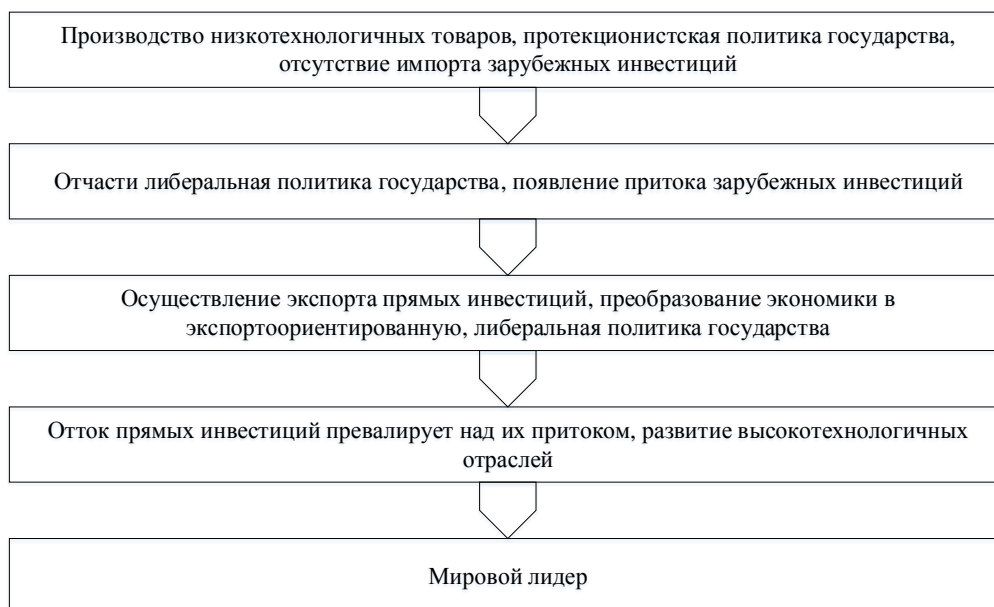 Производство низкотехнологичных товаров, протекционистская политика государства,
отсутствие импорта зарубежных инвестиций
Отчасти либеральная политика государства, появление притока зарубежных инвестиций
Осуществление экспорта прямых инвестиций, преобразование экономики в
экспортоориентированную, либеральная политика государства
Отток прямых инвестиций превалирует над их притоком, развитие высокотехнологичных
отраслей
Мировой лидер